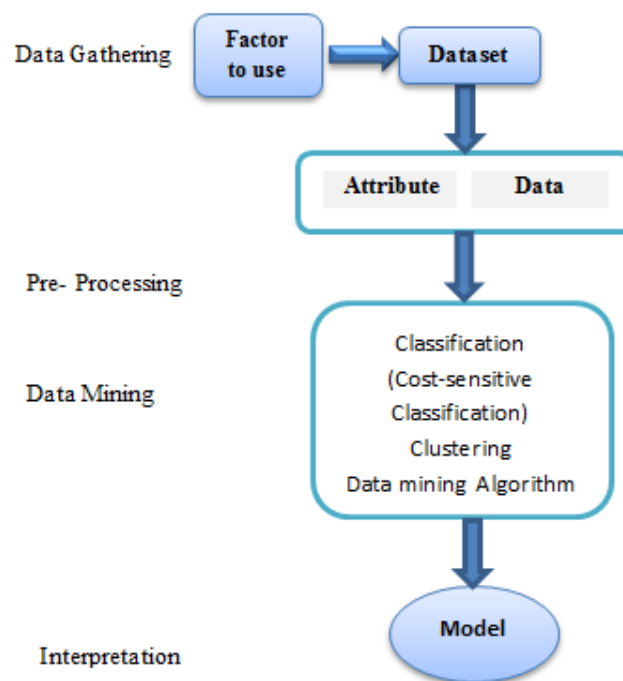 Data Gathering
Factor
to use
Dataset
Attribute
Data
Pre- Processing
Data Mining
Classification
(Cost-sensitive
Classification)
Clustering
Data mining Algorithm
Model
Interpretation